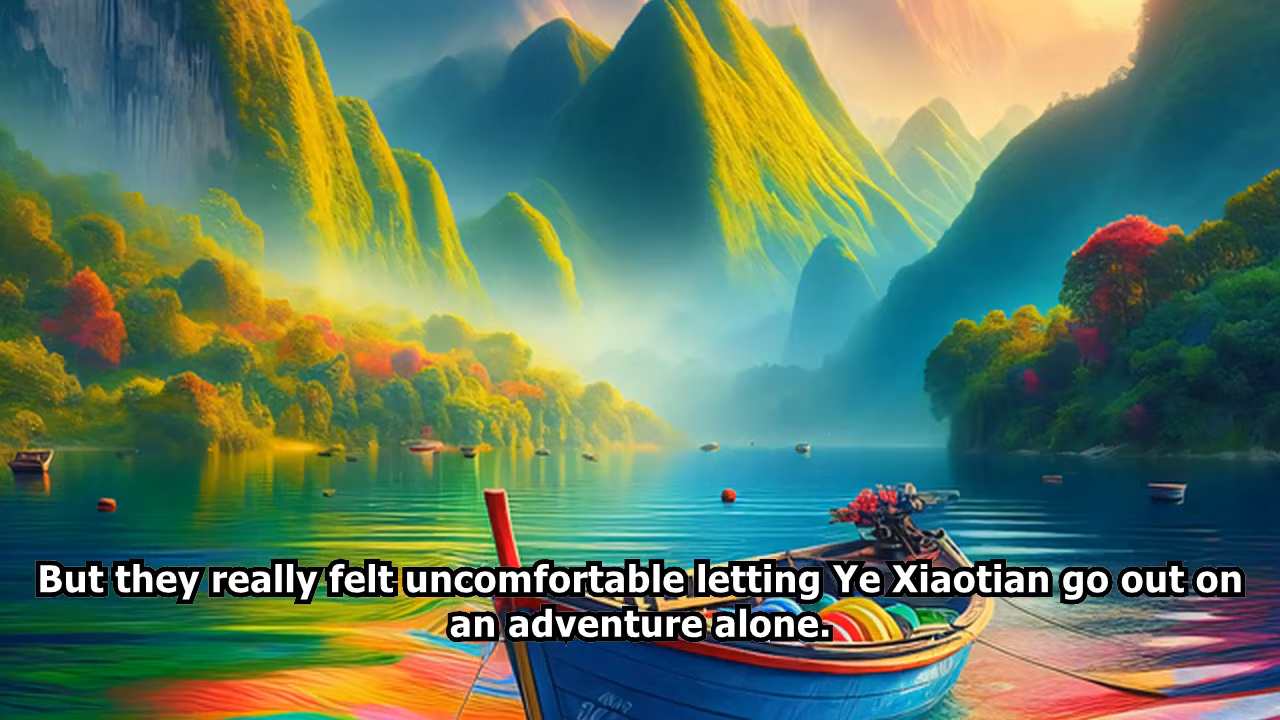 But they really felt uncomfortable letting Ye Xiaotian go out on
an adventure alone.